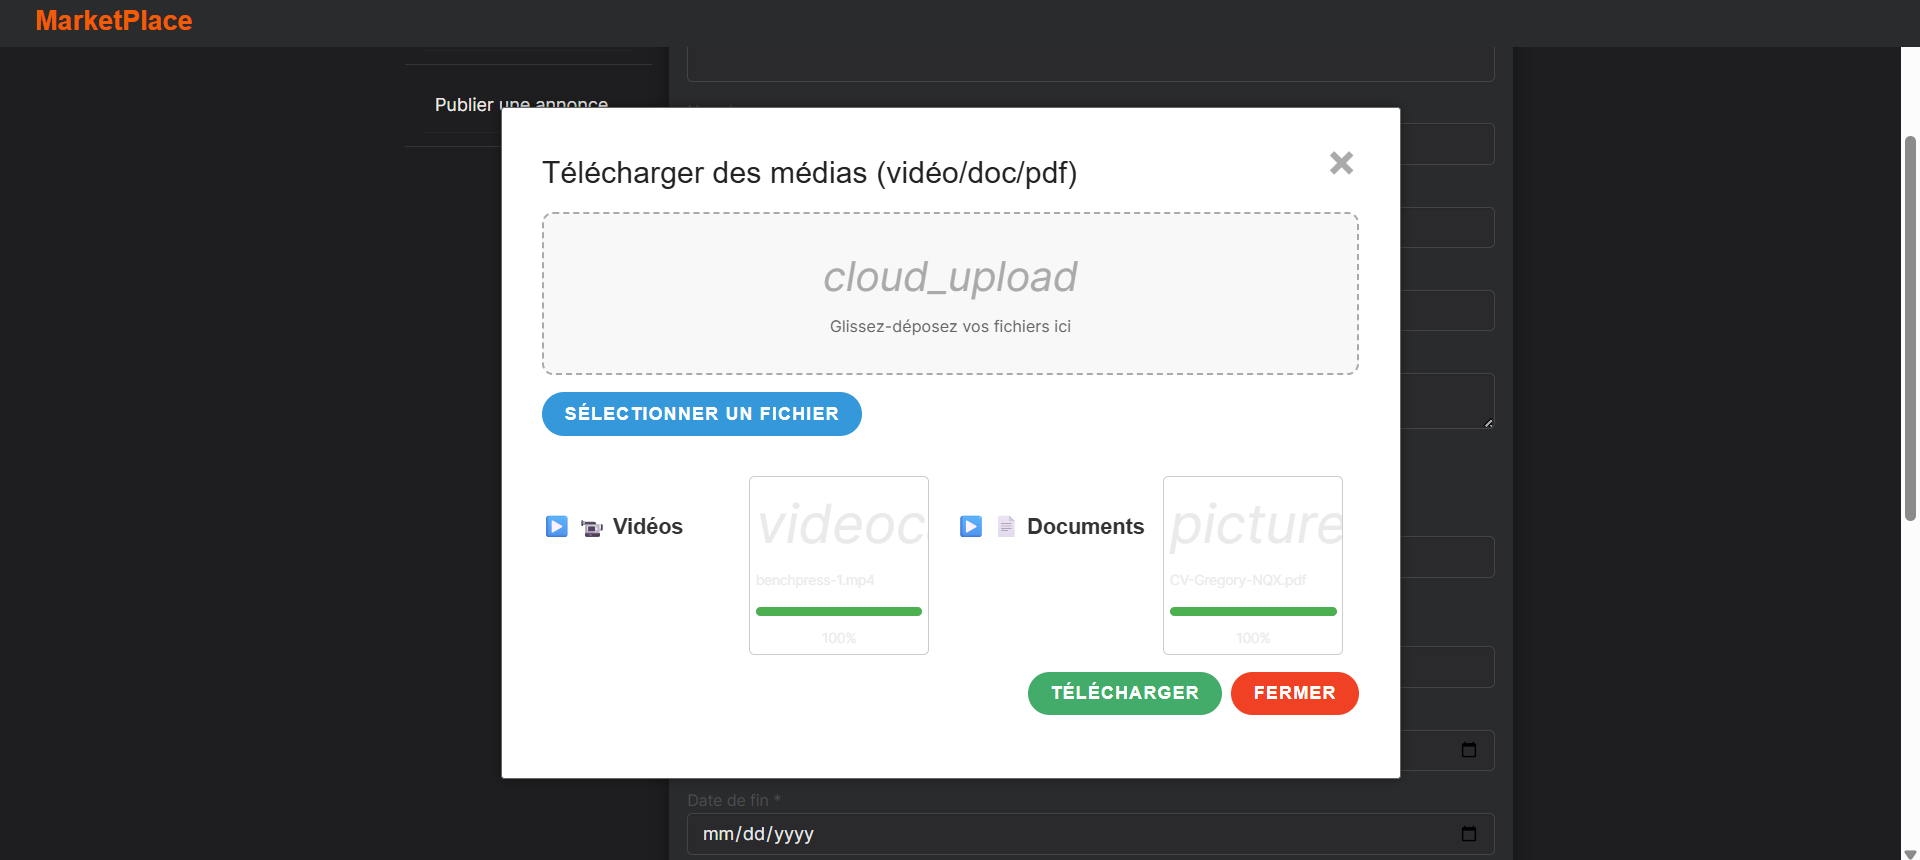 MarketPlace
Publier une annonce
Télécharger des médias (vidéo/doc/pdf)
cloud_upload
Glissez-déposez vos fichiers ici
SÉLECTIONNER UN FICHIER
Vidéos
videoc
benchpress-1.mp4
100%
Documents
picture
CV-Gregory-NQX.pdf
100%
TÉLÉCHARGER
FERMER
Date de fin *
mm/dd/yyyy